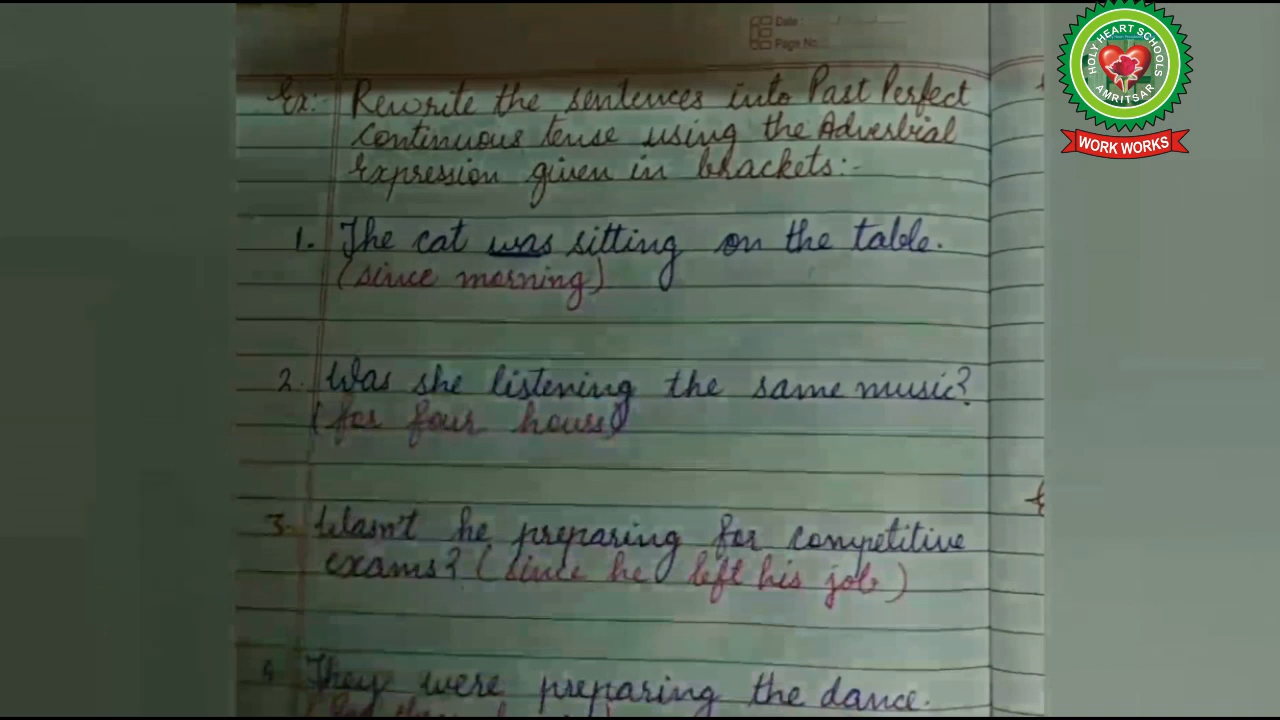 Date
Page No.
Ex:- Rewrite the sentences into Past Perfect
continuous tense using the Adverbial
Expression given in brackets:-
1. The cat was sitting on the table.
(since morning)
2. Was she listening the same music?
(for four hours)
3. Wasn't he preparing for competitive
exams? (since he left his job)
4. They were preparing the dance.
HOLY HEART SCHOOLS
AMRITSAR
WORK WORKS